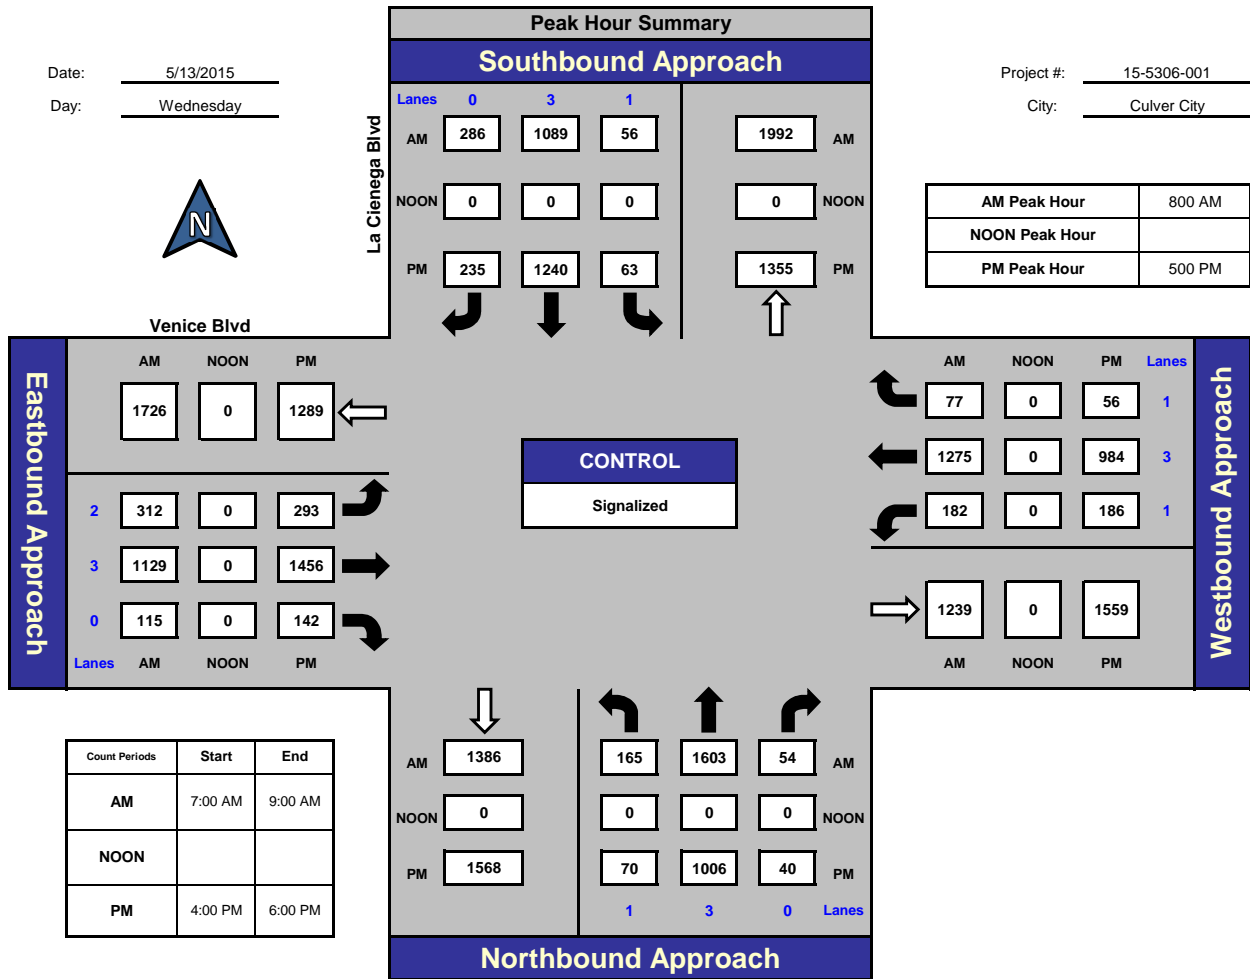 Peak Hour Summary
Southbound Approach
Date: 5/13/2015
Day: Wednesday
Project #: 15-5306-001
City: Culver City
La Cienega Blvd
Lanes 0 3 1
AM 286 1089 56 1992 AM
NOON 0 0 0 0 NOON
PM 235 1240 63 1355 PM
N
AM Peak Hour 800 AM
NOON Peak Hour
PM Peak Hour 500 PM
Venice Blvd
Eastbound Approach
AM NOON PM
1726 0 1289
2 312 0 293
3 1129 0 1456
0 115 0 142
Lanes AM NOON PM
CONTROL
Signalized
AM NOON PM Lanes
77 0 56 1
1275 0 984 3
182 0 186 1
1239 0 1559
AM NOON PM
Westbound Approach
Count Periods Start End
AM 7:00 AM 9:00 AM
NOON
PM 4:00 PM 6:00 PM
AM 1386 165 1603 54 AM
NOON 0 0 0 0 NOON
PM 1568 70 1006 40 PM
1 3 0 Lanes
Northbound Approach